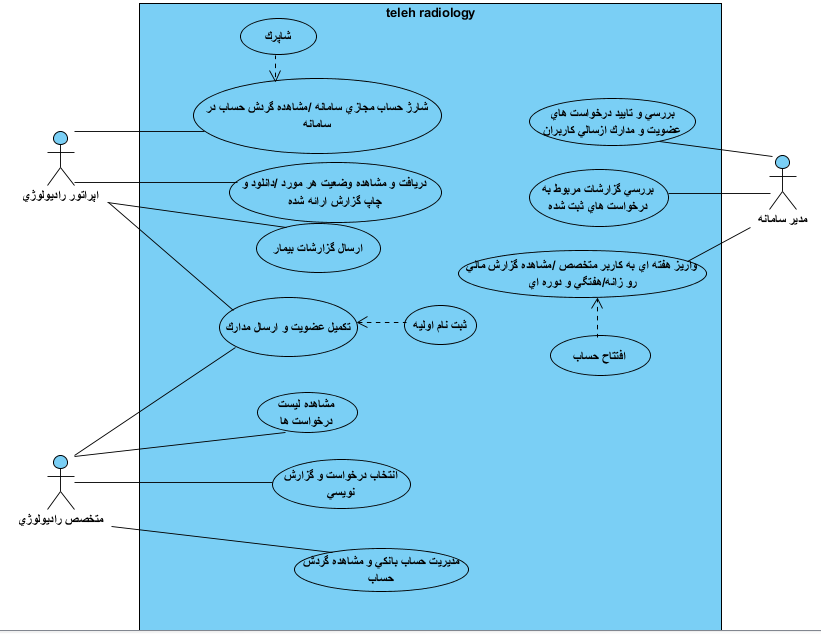 teleh radiology
شاپرك
شارژ حساب مجازي سامانه /مشاهده گردش حساب در
سامانه
بررسي و تاييد درخواست هاي
عضويت و مدارك ارسالي كاربران
اپراتور راديولوژي
دريافت و مشاهده وضعيت هر مورد /دانلود و
چاپ گزارش ارائه شده
بررسي گزارشات مربوط به
درخواست هاي ثبت شده
مدير سامانه
ارسال گزارشات بيمار
واريز هفته اي به كاربر متخصص /مشاهده گزارش مالي
رو زانه/هفتگي و دوره اي
تكميل عضويت و ارسال مدارك
ثبت نام اوليه
افتتاح حساب
مشاهده ليست
درخواست ها
انتخاب درخواست و گزارش
نويسي
متخصص راديولوژي
مديريت حساب بانكي و مشاهده گردش
حساب